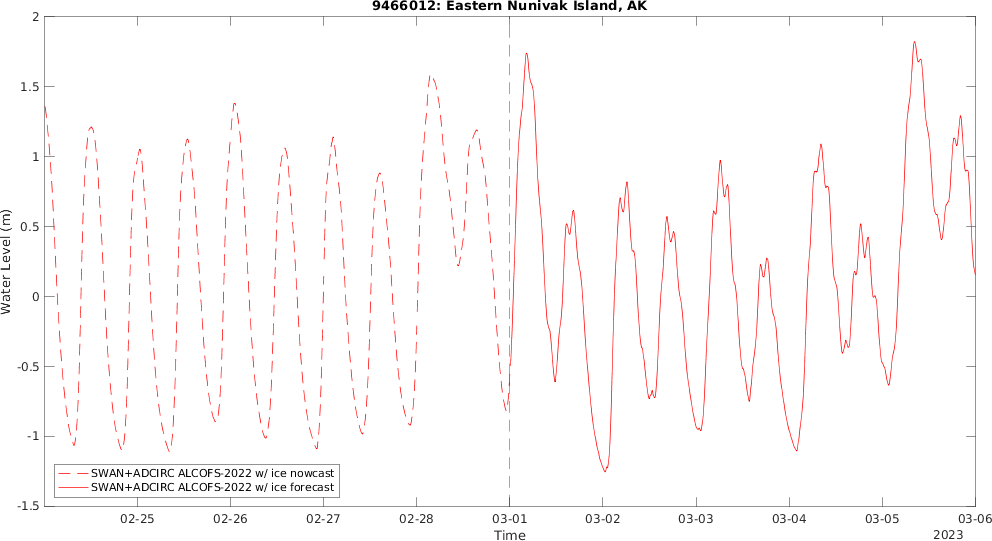 9466012: Eastern Nunivak Island, AK
2
1.5
1
0.5
0
-0.5
-1
-1.5
Water Level (m)
SWAN+ADCIRC ALCOFS-2022 w/ ice nowcast
SWAN+ADCIRC ALCOFS-2022 w/ ice forecast
02-25 02-26 02-27 02-28 03-01 03-02 03-03 03-04 03-05 03-06
Time
2023